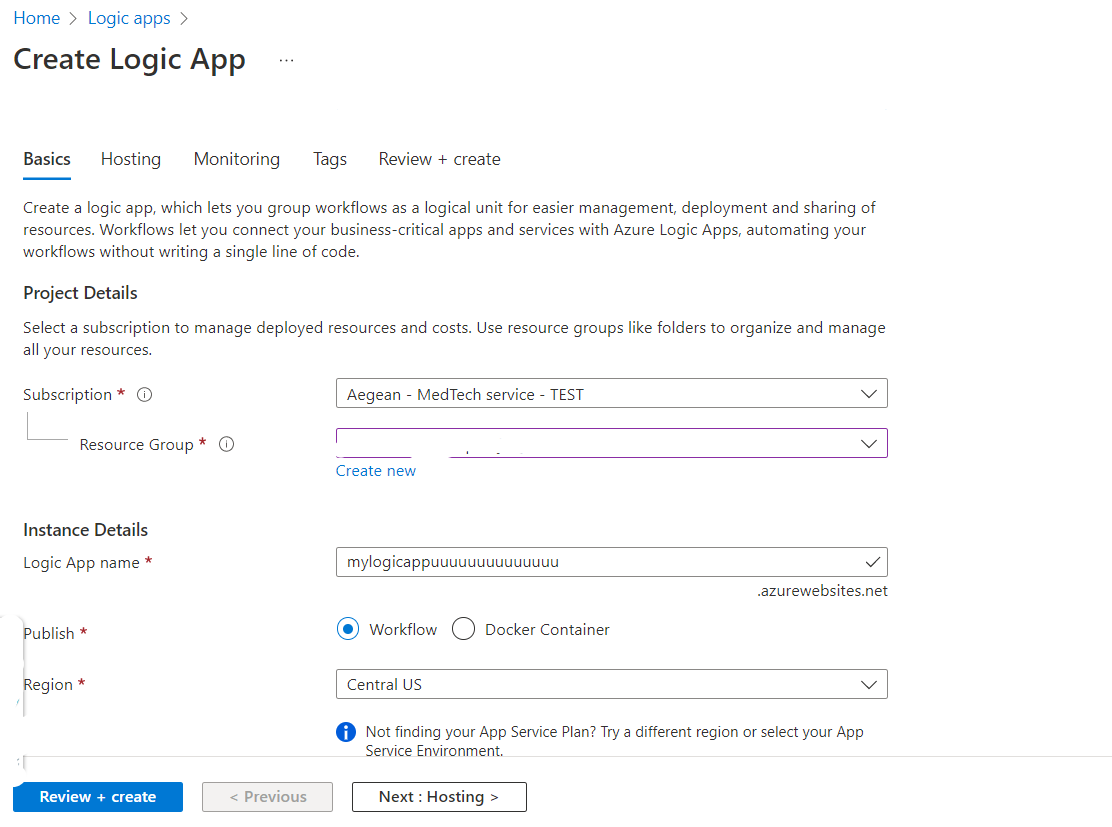 Home > Logic apps >
Create Logic App ...
Basics Hosting Monitoring Tags Review + create
Create a logic app, which lets you group workflows as a logical unit for easier management, deployment and sharing of
resources. Workflows let you connect your business-critical apps and services with Azure Logic Apps, automating your
workflows without writing a single line of code.
Project Details
Select a subscription to manage deployed resources and costs. Use resource groups like folders to organize and manage
all your resources.
Subscription * Aegean - MedTech service - TEST
Resource Group *
Create new
Instance Details
Logic App name * mylogicappuuuuuuuuuuuuuu
.azurewebsites.net
Publish * Workflow Docker Container
Region * Central US
Not finding your App Service Plan? Try a different region or select your App
Service Environment.
Review + create < Previous Next : Hosting >